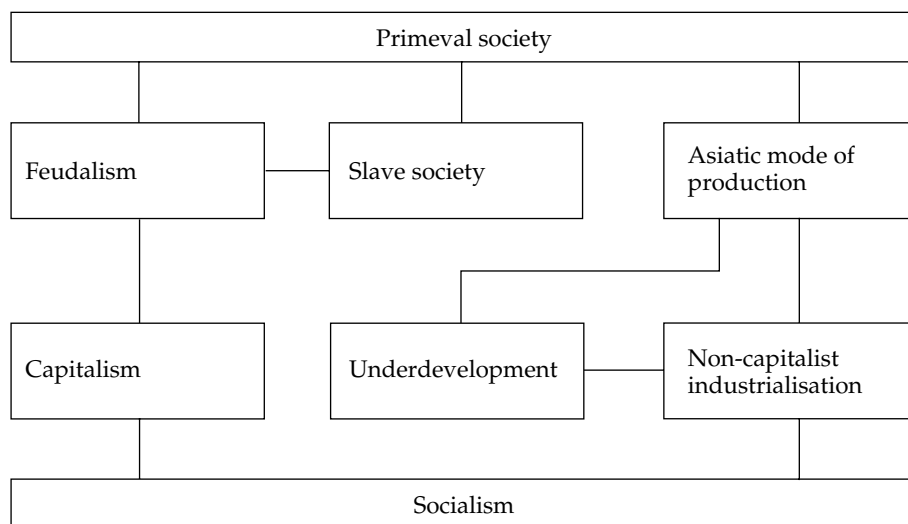 Primeval society
Feudalism
Slave society
Asiatic mode of
production
Capitalism
Underdevelopment
Non-capitalist
industrialisation
Socialism